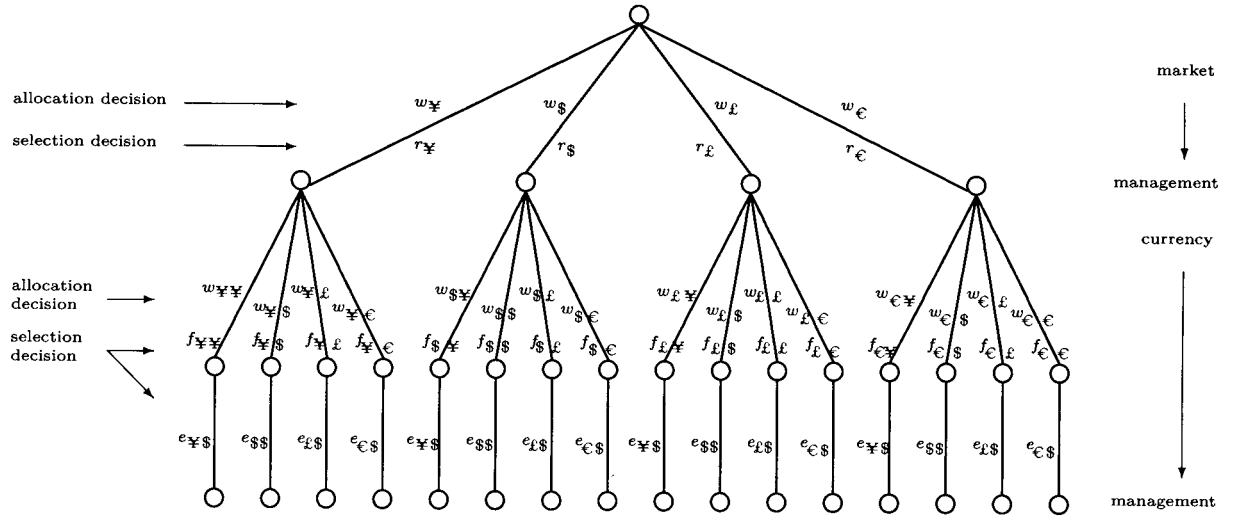 market
allocation decision
w¥ w$ w£ w€
selection decision
r¥ r$ r£ r€
management
currency
allocation
decision
w¥¥ w¥$ w¥£ w¥€ w$¥ w$$ w$£ w$€ w£¥ w£$ w££ w£€ w€¥ w€$ w€£ w€€
selection
decision
f¥¥ f¥$ f¥£ f¥€ f$¥ f$$ f$£ f$€ f£¥ f£$ f££ f£€ f€¥ f€$ f€£ f€€
e¥$ e$$ e£$ e€$ e¥$ e$$ e£$ e€$ e¥$ e$$ e£$ e€$ e¥$ e$$ e£$ e€$
management